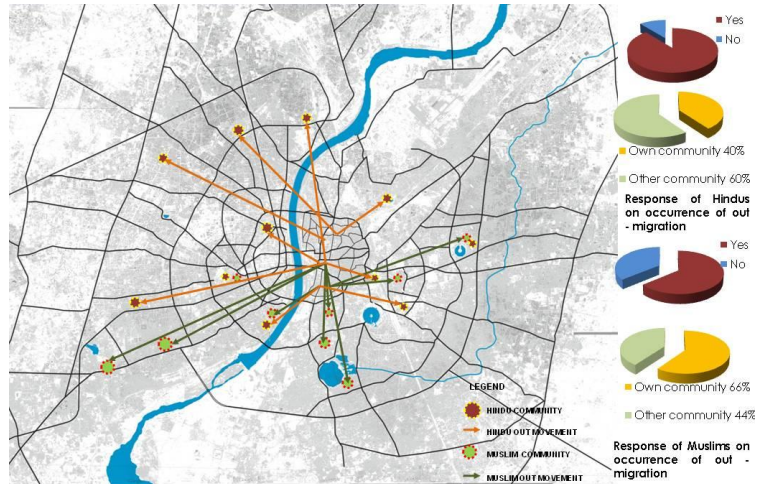 Yes
No
Own community 40%
Other community 60%
Response of Hindus
on occurrence of out
- migration
Yes
No
Own community 66%
Other community 44%
Response of Muslims on
occurrence of out -
migration
LEGEND
HINDU COMMUNITY
HINDU OUT MOVEMENT
MUSLIM COMMUNITY
MUSLIM OUT MOVEMENT